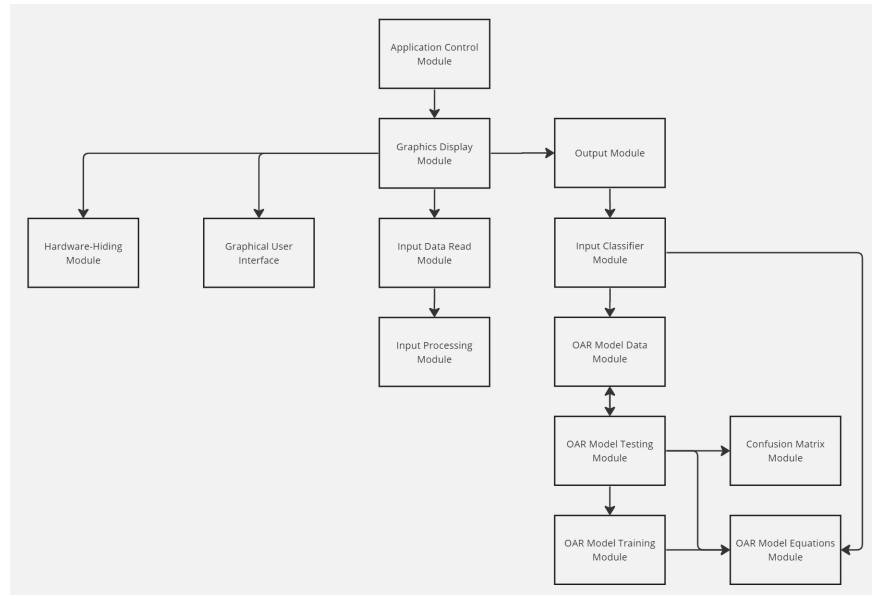 Application Control
Module
Graphics Display
Module
Output Module
Hardware-Hiding
Module
Graphical User
Interface
Input Data Read
Module
Input Classifier
Module
Input Processing
Module
OAR Model Data
Module
OAR Model Testing
Module
Confusion Matrix
Module
OAR Model Training
Module
OAR Model Equations
Module